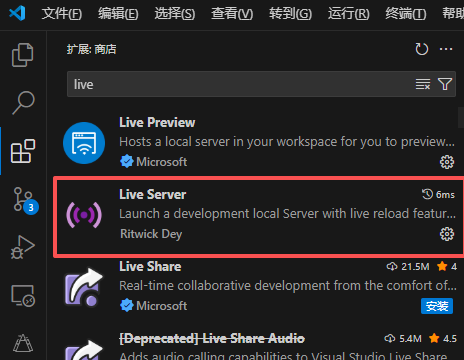 文件(F) 编辑(E) 选择(S) 查看(V) 转到(G) 运行(R) 终端(T)
扩展: 商店
live
Live Preview
Hosts a local server in your workspace for you to preview...
Microsoft
Live Server 6ms
Launch a development local Server with live reload featur...
Ritwick Dey
Live Share 21.5M 4
Real-time collaborative development from the comfort of...
Microsoft 安装
3
[Deprecated] Live Share Audio 5.4M 4.5
Adds audio calling capabilities to Visual Studio Live Share